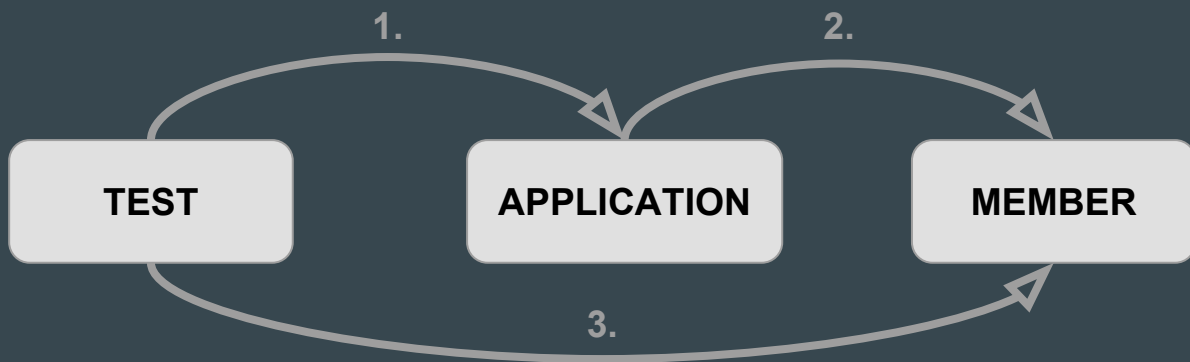 1.
2.
TEST
APPLICATION
MEMBER
3.